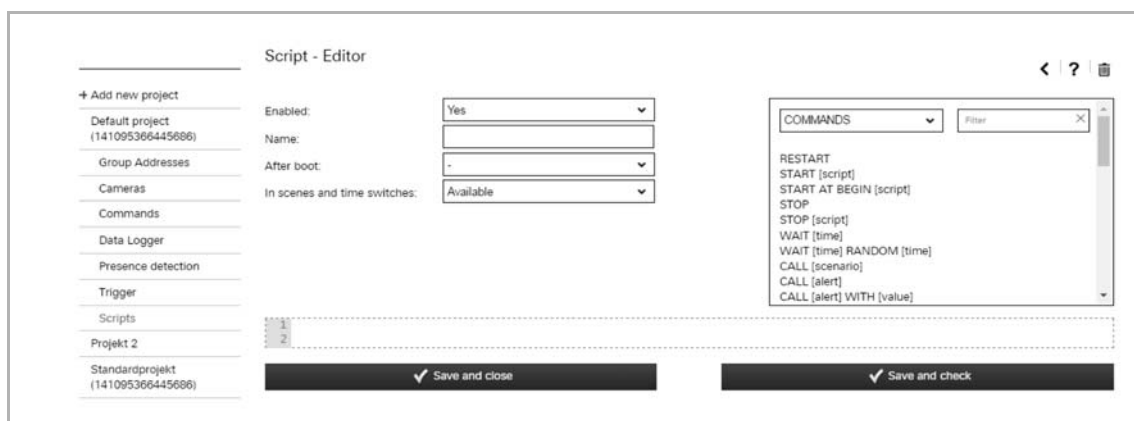 Script - Editor
?
+ Add new project
Default project
(141095366445686)
Group Addresses
Cameras
Commands
Data Logger
Presence detection
Trigger
Scripts
Projekt 2
Standardprojekt
(141095366445686)
Enabled:
Yes
Name:
After boot:
-
In scenes and time switches:
Available
COMMANDS
Filter
RESTART
START [script]
START AT BEGIN [script]
STOP
STOP [script]
WAIT [time]
WAIT [time] RANDOM [time]
CALL [scenario]
CALL [alert]
CALL [alert] WITH [value]
1
2
Save and close
Save and check